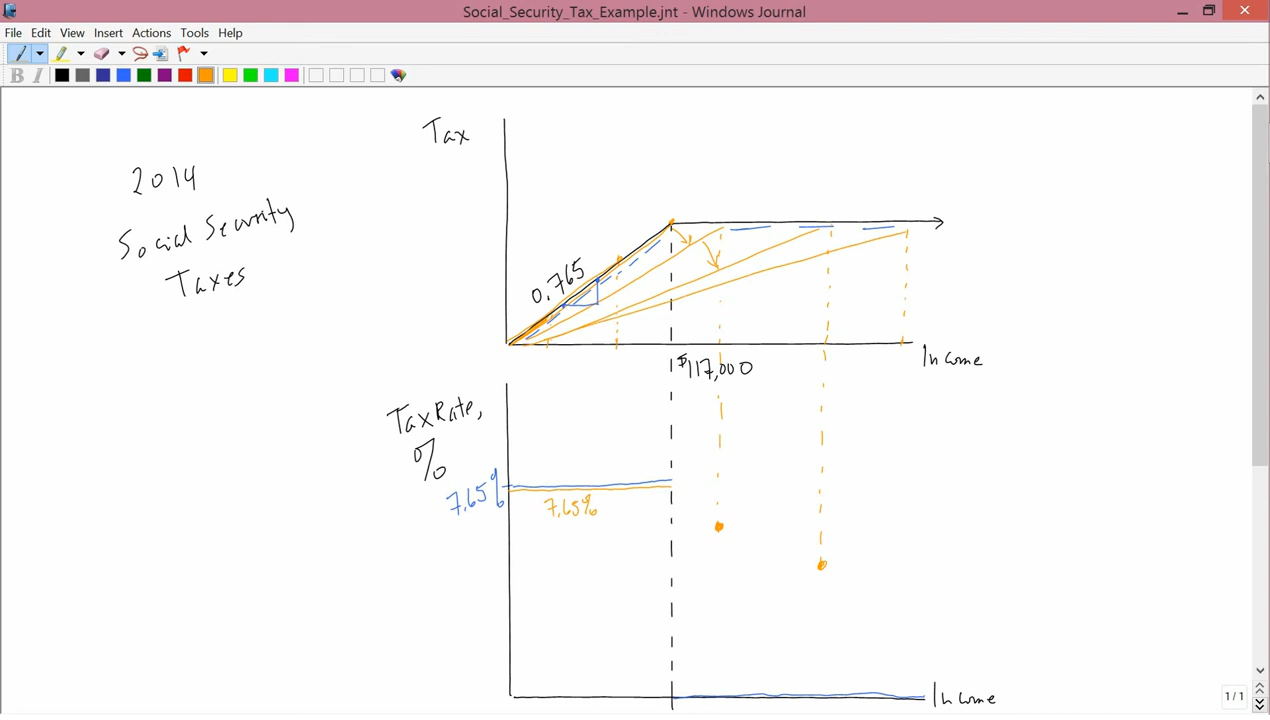 Social_Security_Tax_Example.jnt - Windows Journal
File Edit View Insert Actions Tools Help
B I
Tax
2014
Social Security
Taxes
0.765
$117,000
Income
Tax Rate,
%
7.65%
7.65%
Income
1 / 1